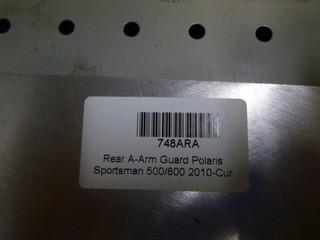 748ARA
Rear A-Arm Guard Polaris
Sportsman 500/800 2010-Cur